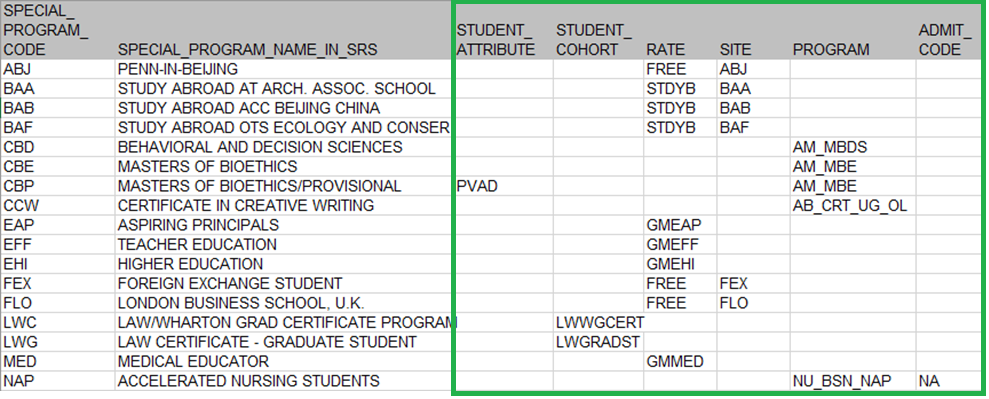 SPECIAL_
PROGRAM_ STUDENT_ STUDENT_ ADMIT_
CODE SPECIAL_PROGRAM_NAME_IN_SRS ATTRIBUTE COHORT RATE SITE PROGRAM CODE
ABJ PENN-IN-BEIJING FREE ABJ
BAA STUDY ABROAD AT ARCH. ASSOC. SCHOOL STDYB BAA
BAB STUDY ABROAD ACC BEIJING CHINA STDYB BAB
BAF STUDY ABROAD OTS ECOLOGY AND CONSER STDYB BAF
CBD BEHAVIORAL AND DECISION SCIENCES AM_MBDS
CBE MASTERS OF BIOETHICS AM_MBE
CBP MASTERS OF BIOETHICS/PROVISIONAL PVAD AM_MBE
CCW CERTIFICATE IN CREATIVE WRITING AB_CRT_UG_OL
EAP ASPIRING PRINCIPALS GMEAP
EFF TEACHER EDUCATION GMEFF
EHI HIGHER EDUCATION GMEHI
FEX FOREIGN EXCHANGE STUDENT FREE FEX
FLO LONDON BUSINESS SCHOOL, U.K. FREE FLO
LWC LAW/WHARTON GRAD CERTIFICATE PROGRAM LWWGCERT
LWG LAW CERTIFICATE - GRADUATE STUDENT LWGRADST
MED MEDICAL EDUCATOR GMMED
NAP ACCELERATED NURSING STUDENTS NU_BSN_NAP NA